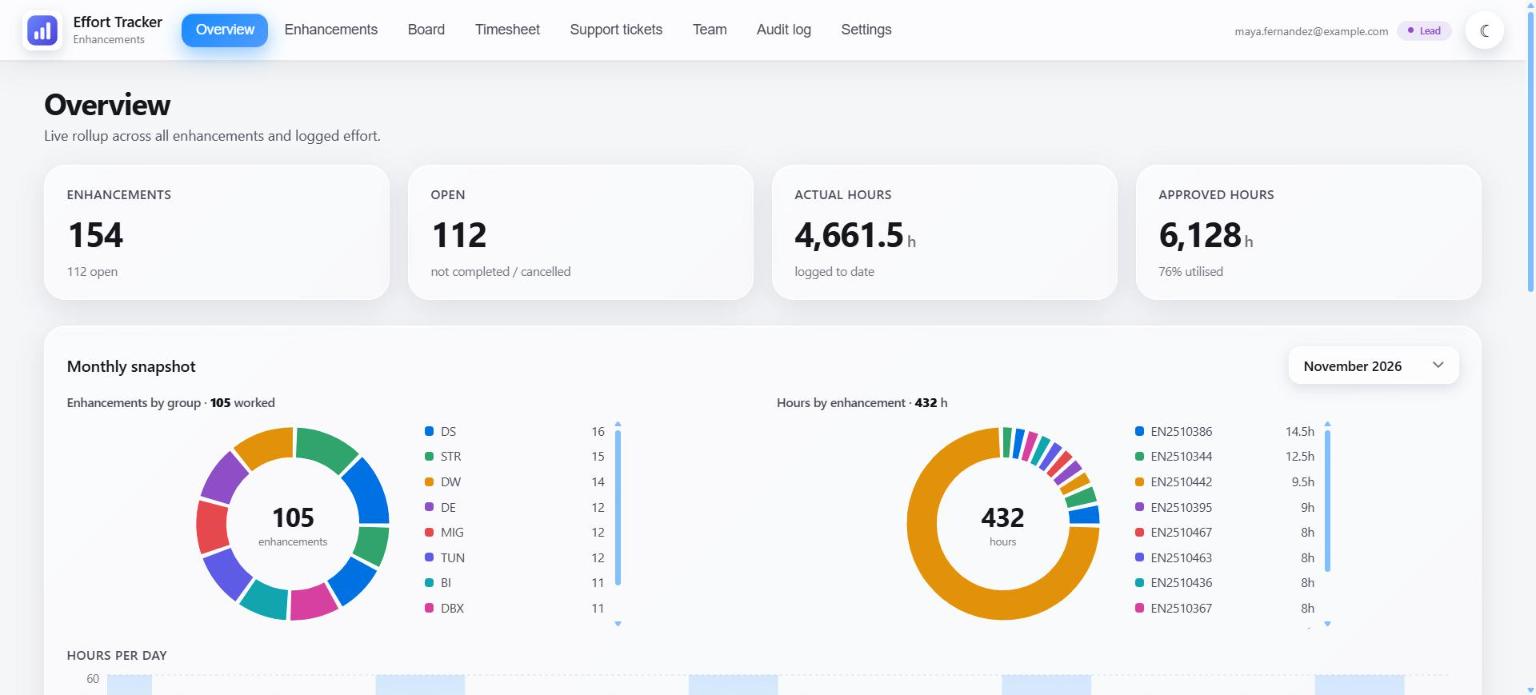 Effort Tracker
Enhancements
Overview
Enhancements
Board
Timesheet
Support tickets
Team
Audit log
Settings
maya.fernandez@example.com
Lead
Overview
Live rollup across all enhancements and logged effort.
ENHANCEMENTS
154
112 open
OPEN
112
not completed / cancelled
ACTUAL HOURS
4,661.5 h
logged to date
APPROVED HOURS
6,128 h
76% utilised
Monthly snapshot
November 2026
Enhancements by group · 105 worked
105
enhancements
DS 16
STR 15
DW 14
DE 12
MIG 12
TUN 12
BI 11
DBX 11
Hours by enhancement · 432 h
432
hours
EN2510386 14.5h
EN2510344 12.5h
EN2510442 9.5h
EN2510395 9h
EN2510467 8h
EN2510463 8h
EN2510436 8h
EN2510367 8h
HOURS PER DAY
60